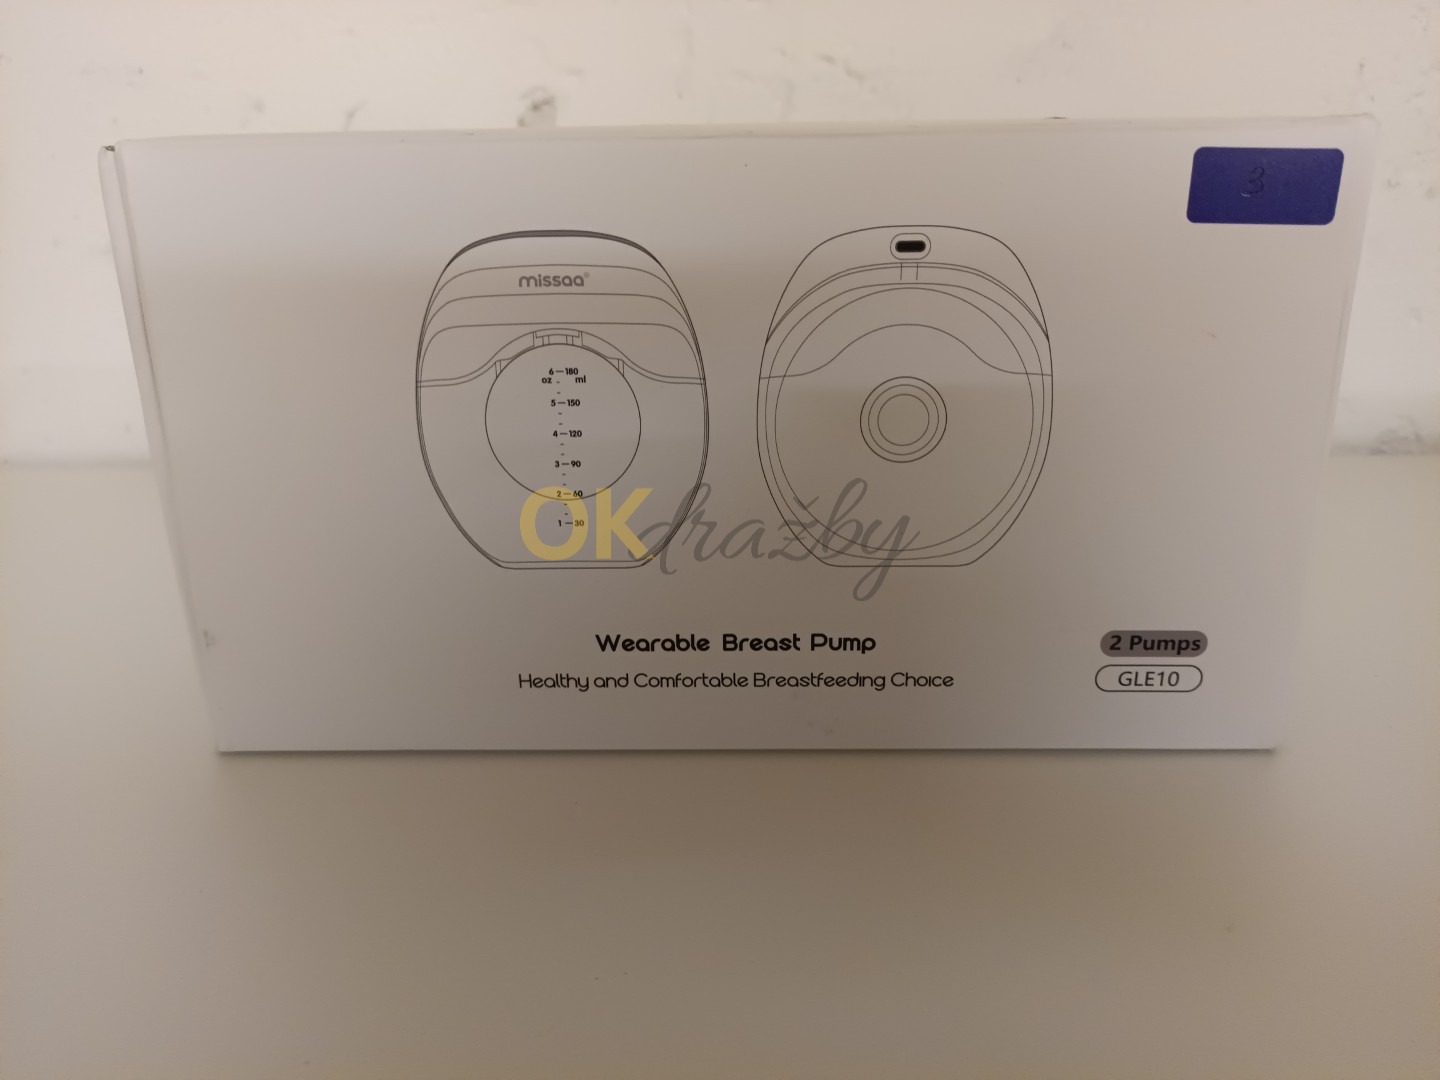 3
missaa®
6—180
oz ml
5—150
4—120
3—90
2—60
1—30
OKdražby
Wearable Breast Pump
Healthy and Comfortable Breastfeeding Choice
2 Pumps
GLE10